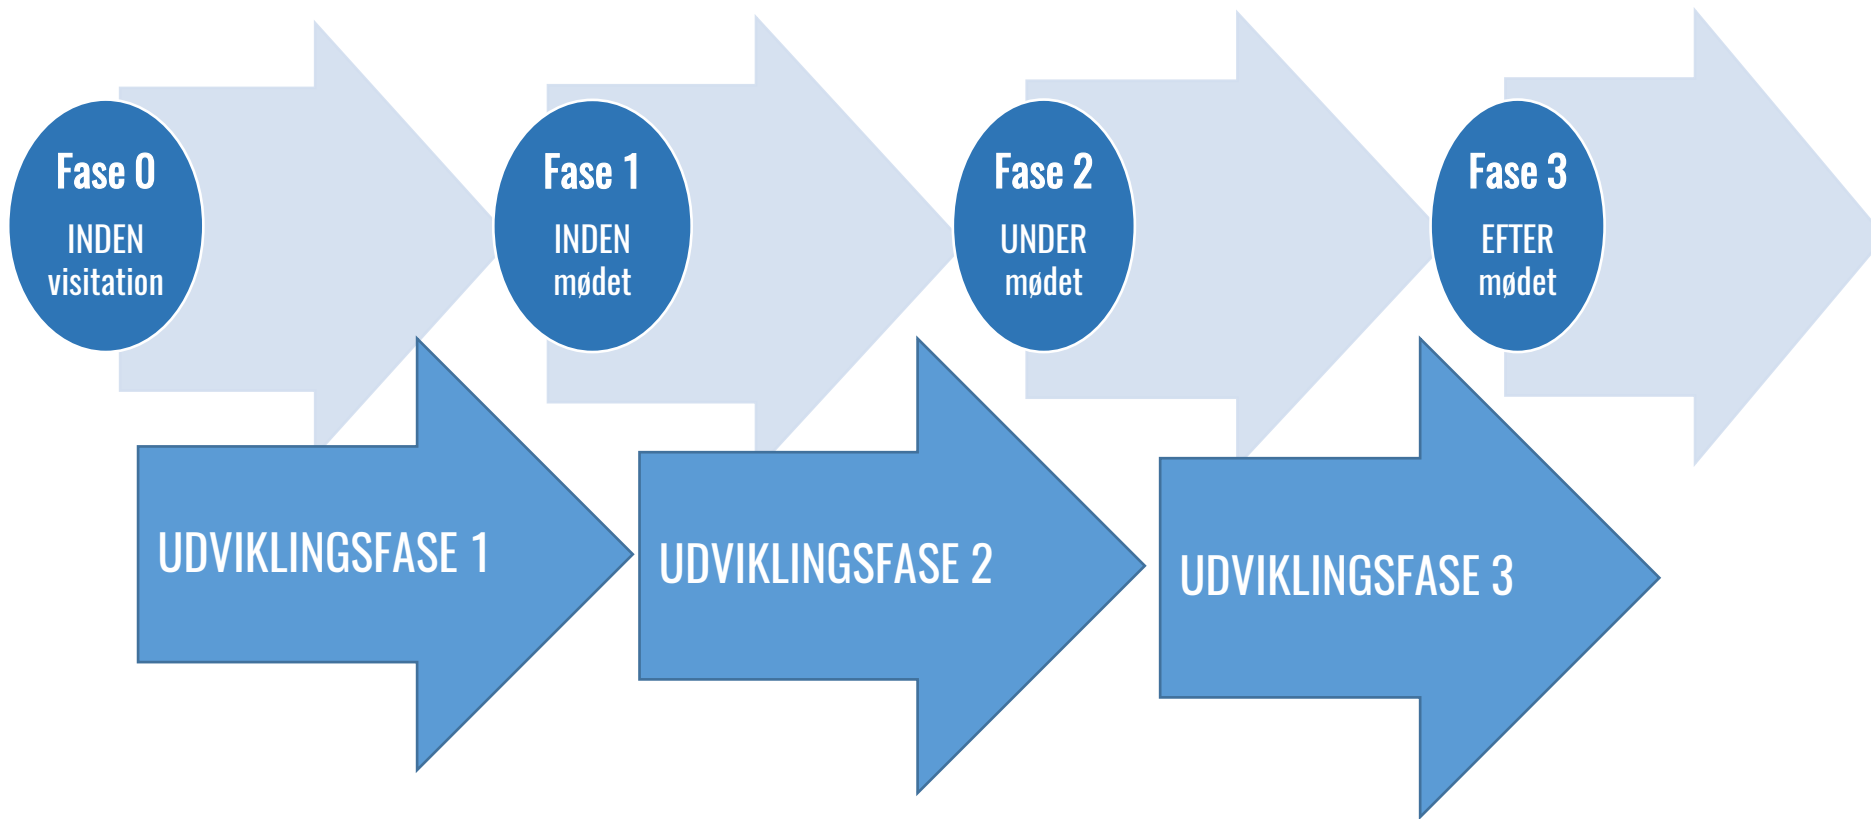 Fase 0
INDEN
visitation
Fase 1
INDEN
mødet
Fase 2
UNDER
mødet
Fase 3
EFTER
mødet
UDVIKLINGSFASE 1
UDVIKLINGSFASE 2
UDVIKLINGSFASE 3